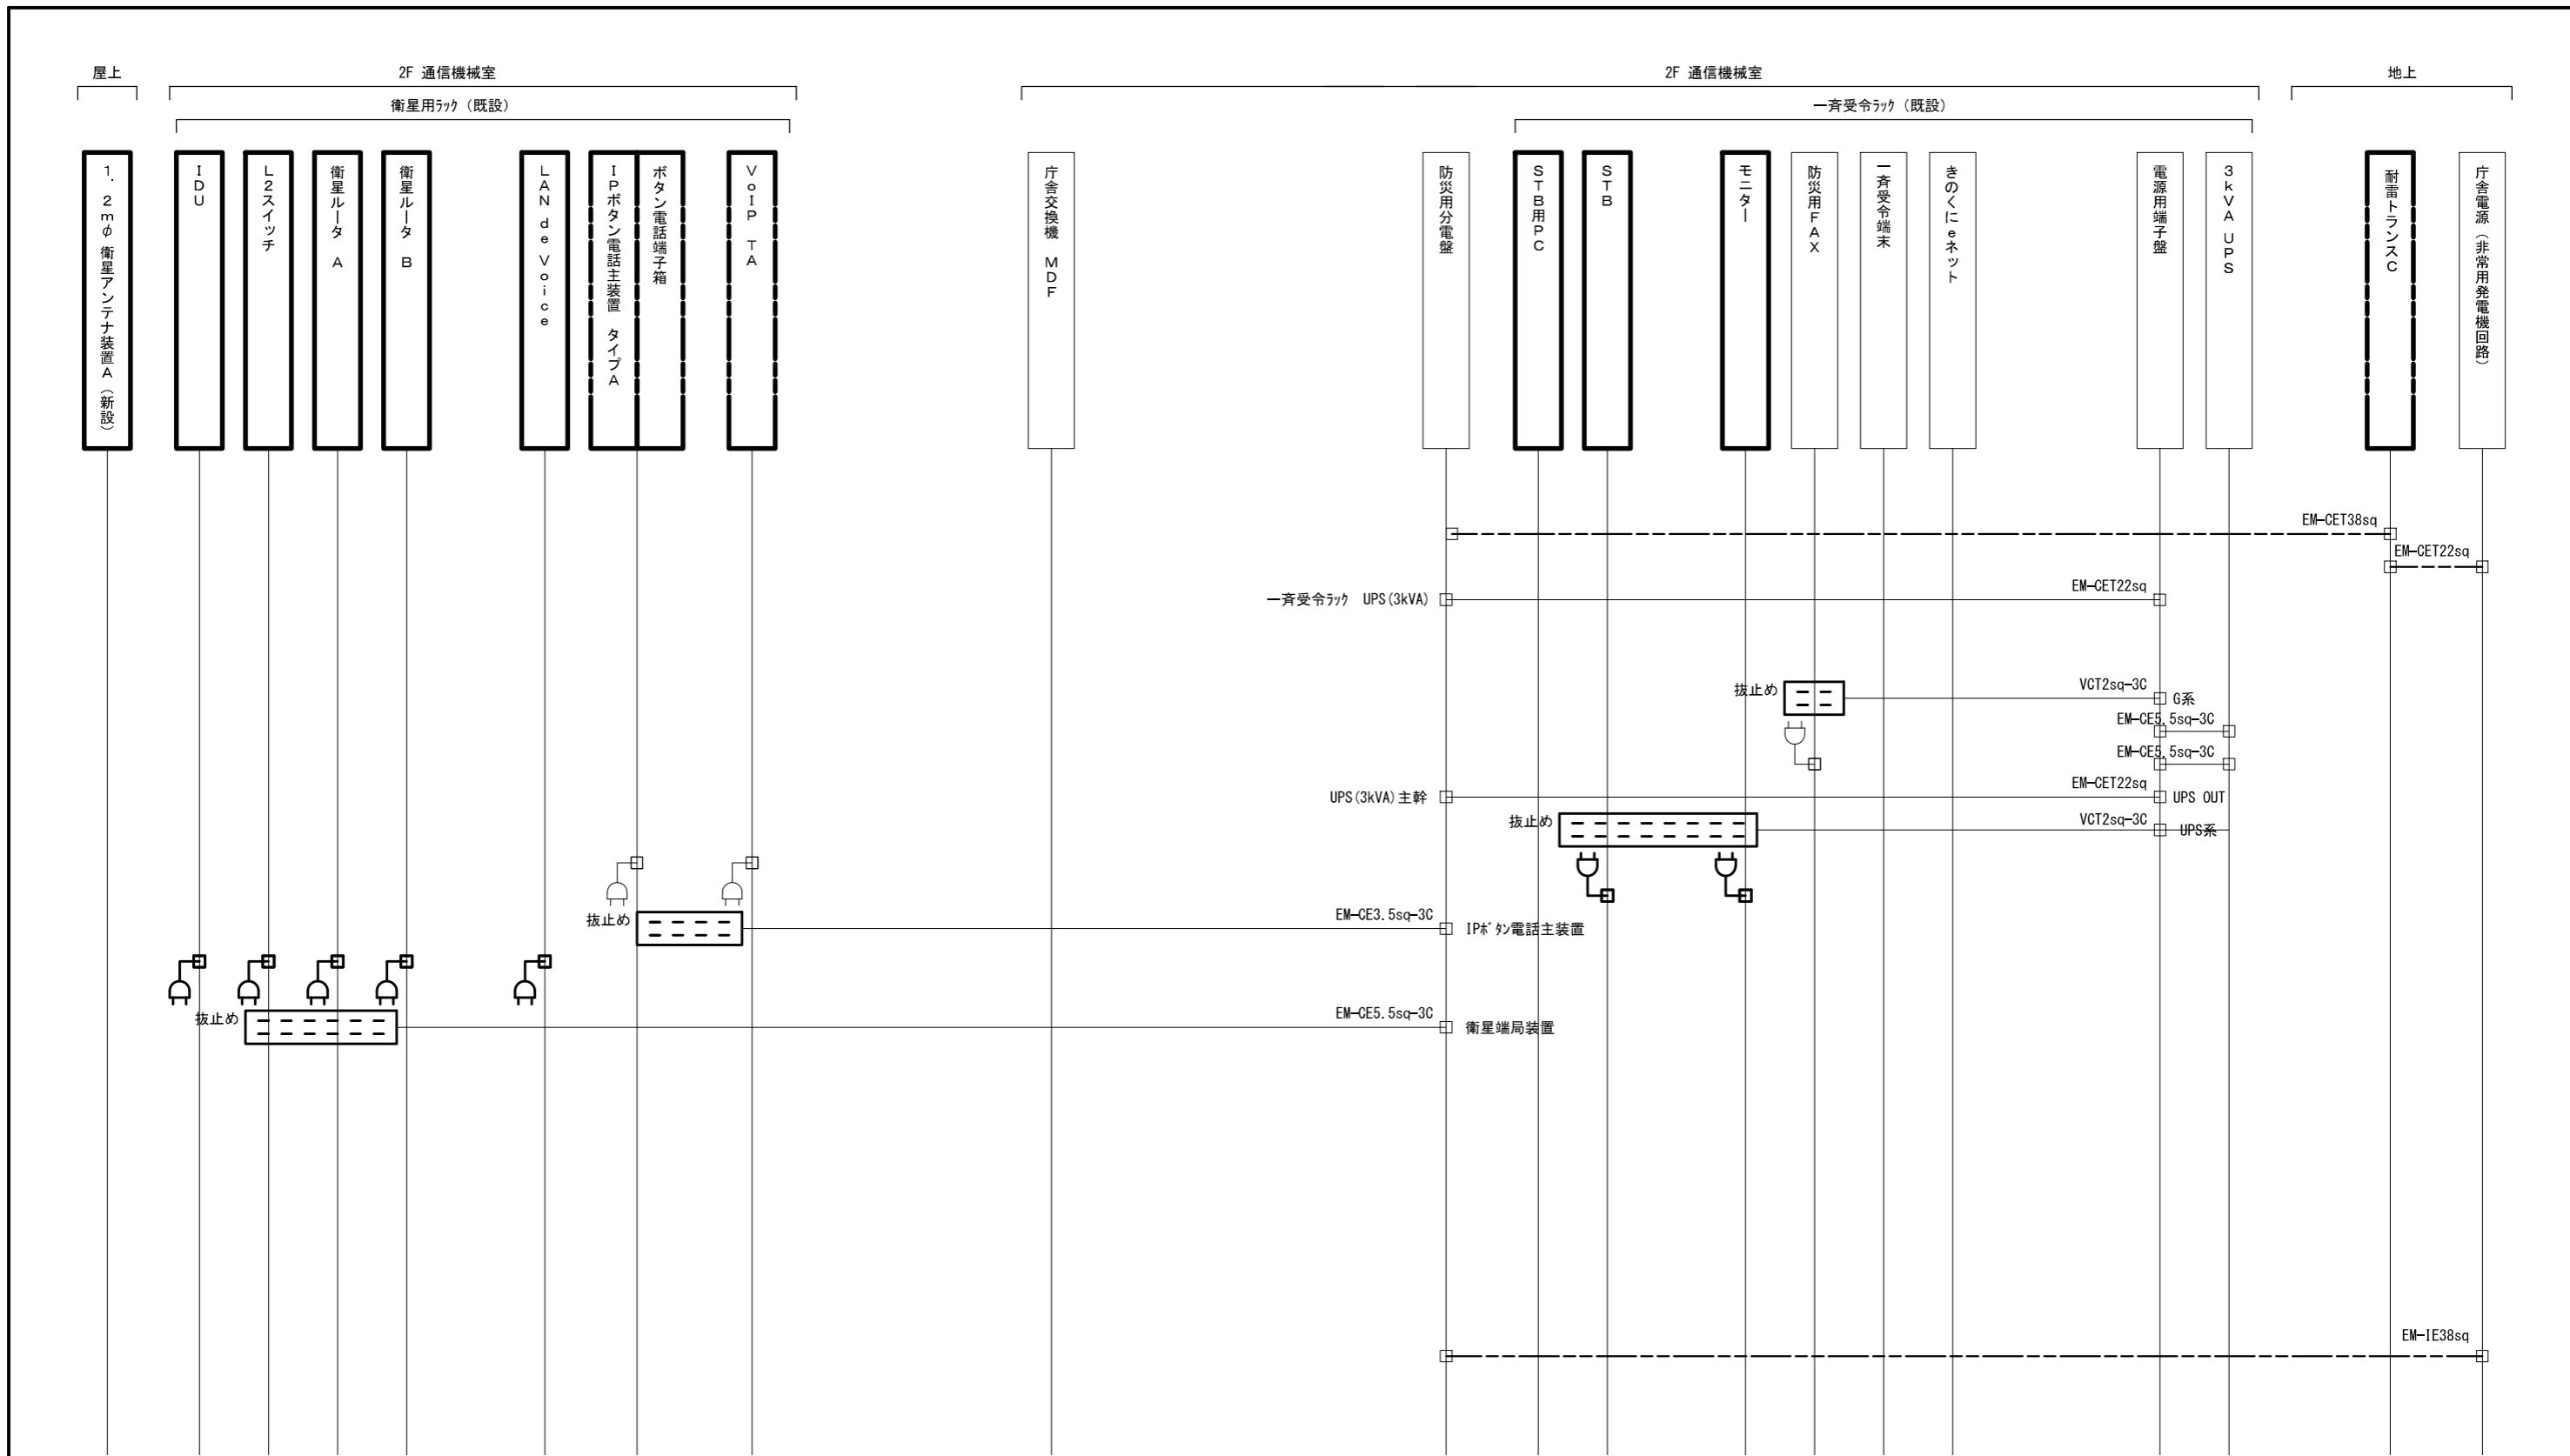 屋上
2F 通信機械室
2F 通信機械室
地上
衛星用ﾗｯｸ（既設）
一斉受令ﾗｯｸ（既設）
１．２ｍφ 衛星アンテナ装置Ａ（新設）
ＩＤＵ
Ｌ２スイッチ
衛星ルータ　Ａ
衛星ルータ　Ｂ
ＬＡＮ ｄｅ Ｖｏｉｃｅ
ＩＰボタン電話主装置　タイプＡ
ボタン電話端子箱
ＶｏＩＰ　ＴＡ
庁舎交換機　ＭＤＦ
防災用分電盤
ＳＴＢ用ＰＣ
ＳＴＢ
モニター
防災用ＦＡＸ
一斉受令端末
きのくにｅネット
電源用端子盤
３ｋＶＡ ＵＰＳ
耐雷トランスＣ
庁舎電源（非常用発電機回路）
EM-CET38sq
EM-CET22sq
EM-CET22sq
一斉受令ﾗｯｸ　UPS(3kVA)
VCT2sq-3C
抜止め
G系
EM-CE5.5sq-3C
EM-CE5.5sq-3C
EM-CET22sq
UPS(3kVA)主幹
UPS OUT
VCT2sq-3C
抜止め
UPS系
EM-CE3.5sq-3C
抜止め
IPﾎﾞﾀﾝ電話主装置
EM-CE5.5sq-3C
抜止め
衛星端局装置
EM-IE38sq